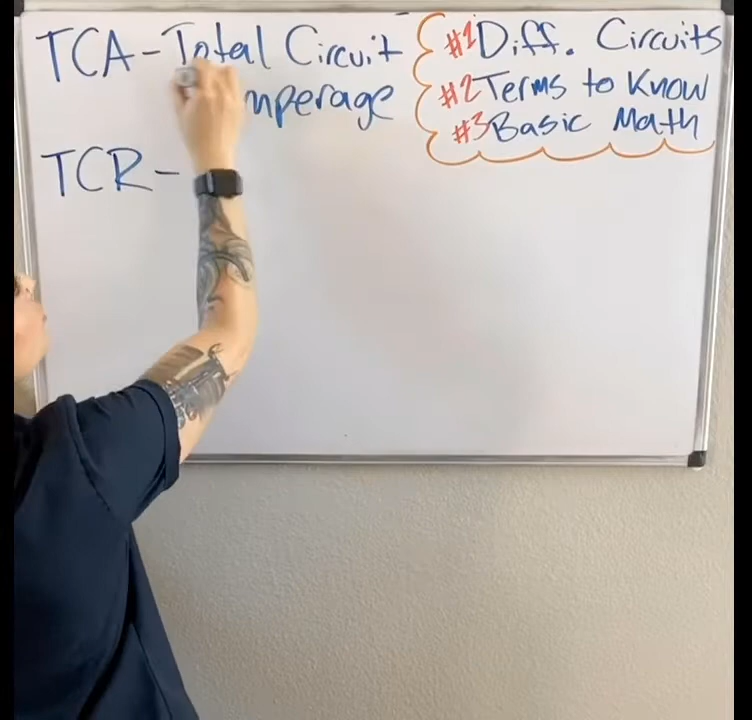 TCA-Total Circuit
mperage
TCR-
#1 Diff. Circuits
#2 Terms to Know
#3 Basic Math